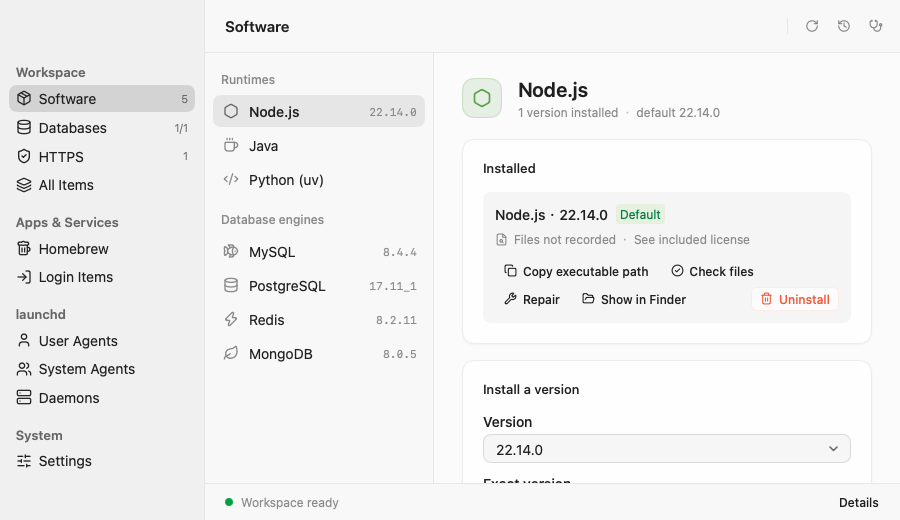 Software
Workspace
Software 5
Databases 1/1
HTTPS 1
All Items
Apps & Services
Homebrew
Login Items
launchd
User Agents
System Agents
Daemons
System
Settings
Runtimes
Node.js 22.14.0
Java
Python (uv)
Database engines
MySQL 8.4.4
PostgreSQL 17.11_1
Redis 8.2.11
MongoDB 8.0.5
Node.js
1 version installed · default 22.14.0
Installed
Node.js · 22.14.0 Default
Files not recorded · See included license
Copy executable path Check files
Repair Show in Finder Uninstall
Install a version
Version
22.14.0
Exact version
Workspace ready
Details